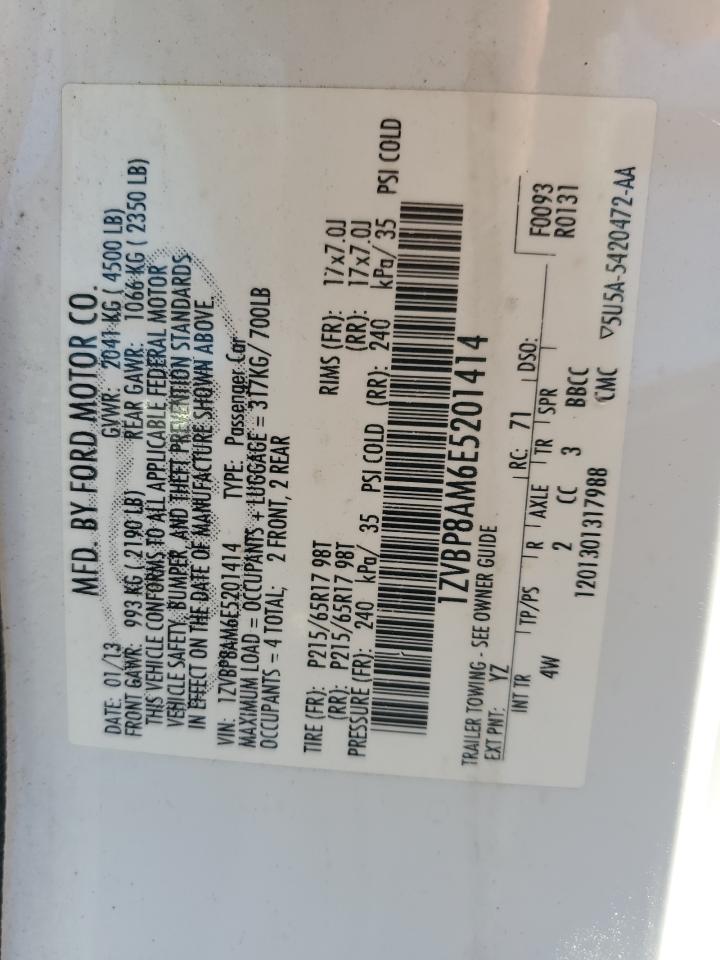 MFD. BY FORD MOTOR CO.
DATE: 01/13 GVWR: 2041 KG ( 4500 LB)
FRONT GAWR: 993 KG ( 2190 LB) REAR GAWR: 1066 KG ( 2350 LB)
THIS VEHICLE CONFORMS TO ALL APPLICABLE FEDERAL MOTOR
VEHICLE SAFETY, BUMPER, AND THEFT PREVENTION STANDARDS
IN EFFECT ON THE DATE OF MANUFACTURE SHOWN ABOVE.
VIN: 1ZVBP8AM6E5201414 TYPE: Passenger Car
MAXIMUM LOAD = OCCUPANTS + LUGGAGE = 317KG/ 700LB
OCCUPANTS = 4 TOTAL; 2 FRONT, 2 REAR
TIRE (FR): P215/65R17 98T RIMS (FR): 17x7.0J
(RR): P215/65R17 98T (RR): 17x7.0J
PRESSURE (FR): 240 kPa/ 35 PSI COLD (RR): 240 kPa/ 35 PSI COLD
1ZVBP8AM6E5201414
TRAILER TOWING - SEE OWNER GUIDE
EXT PNT: YZ RC: 71 DSO: F0093
R0131
INT TR TP/PS R AXLE TR SPR
4W 2 CC 3 BBCC
1201301317988 CMC ▽5U5A-5420472-AA